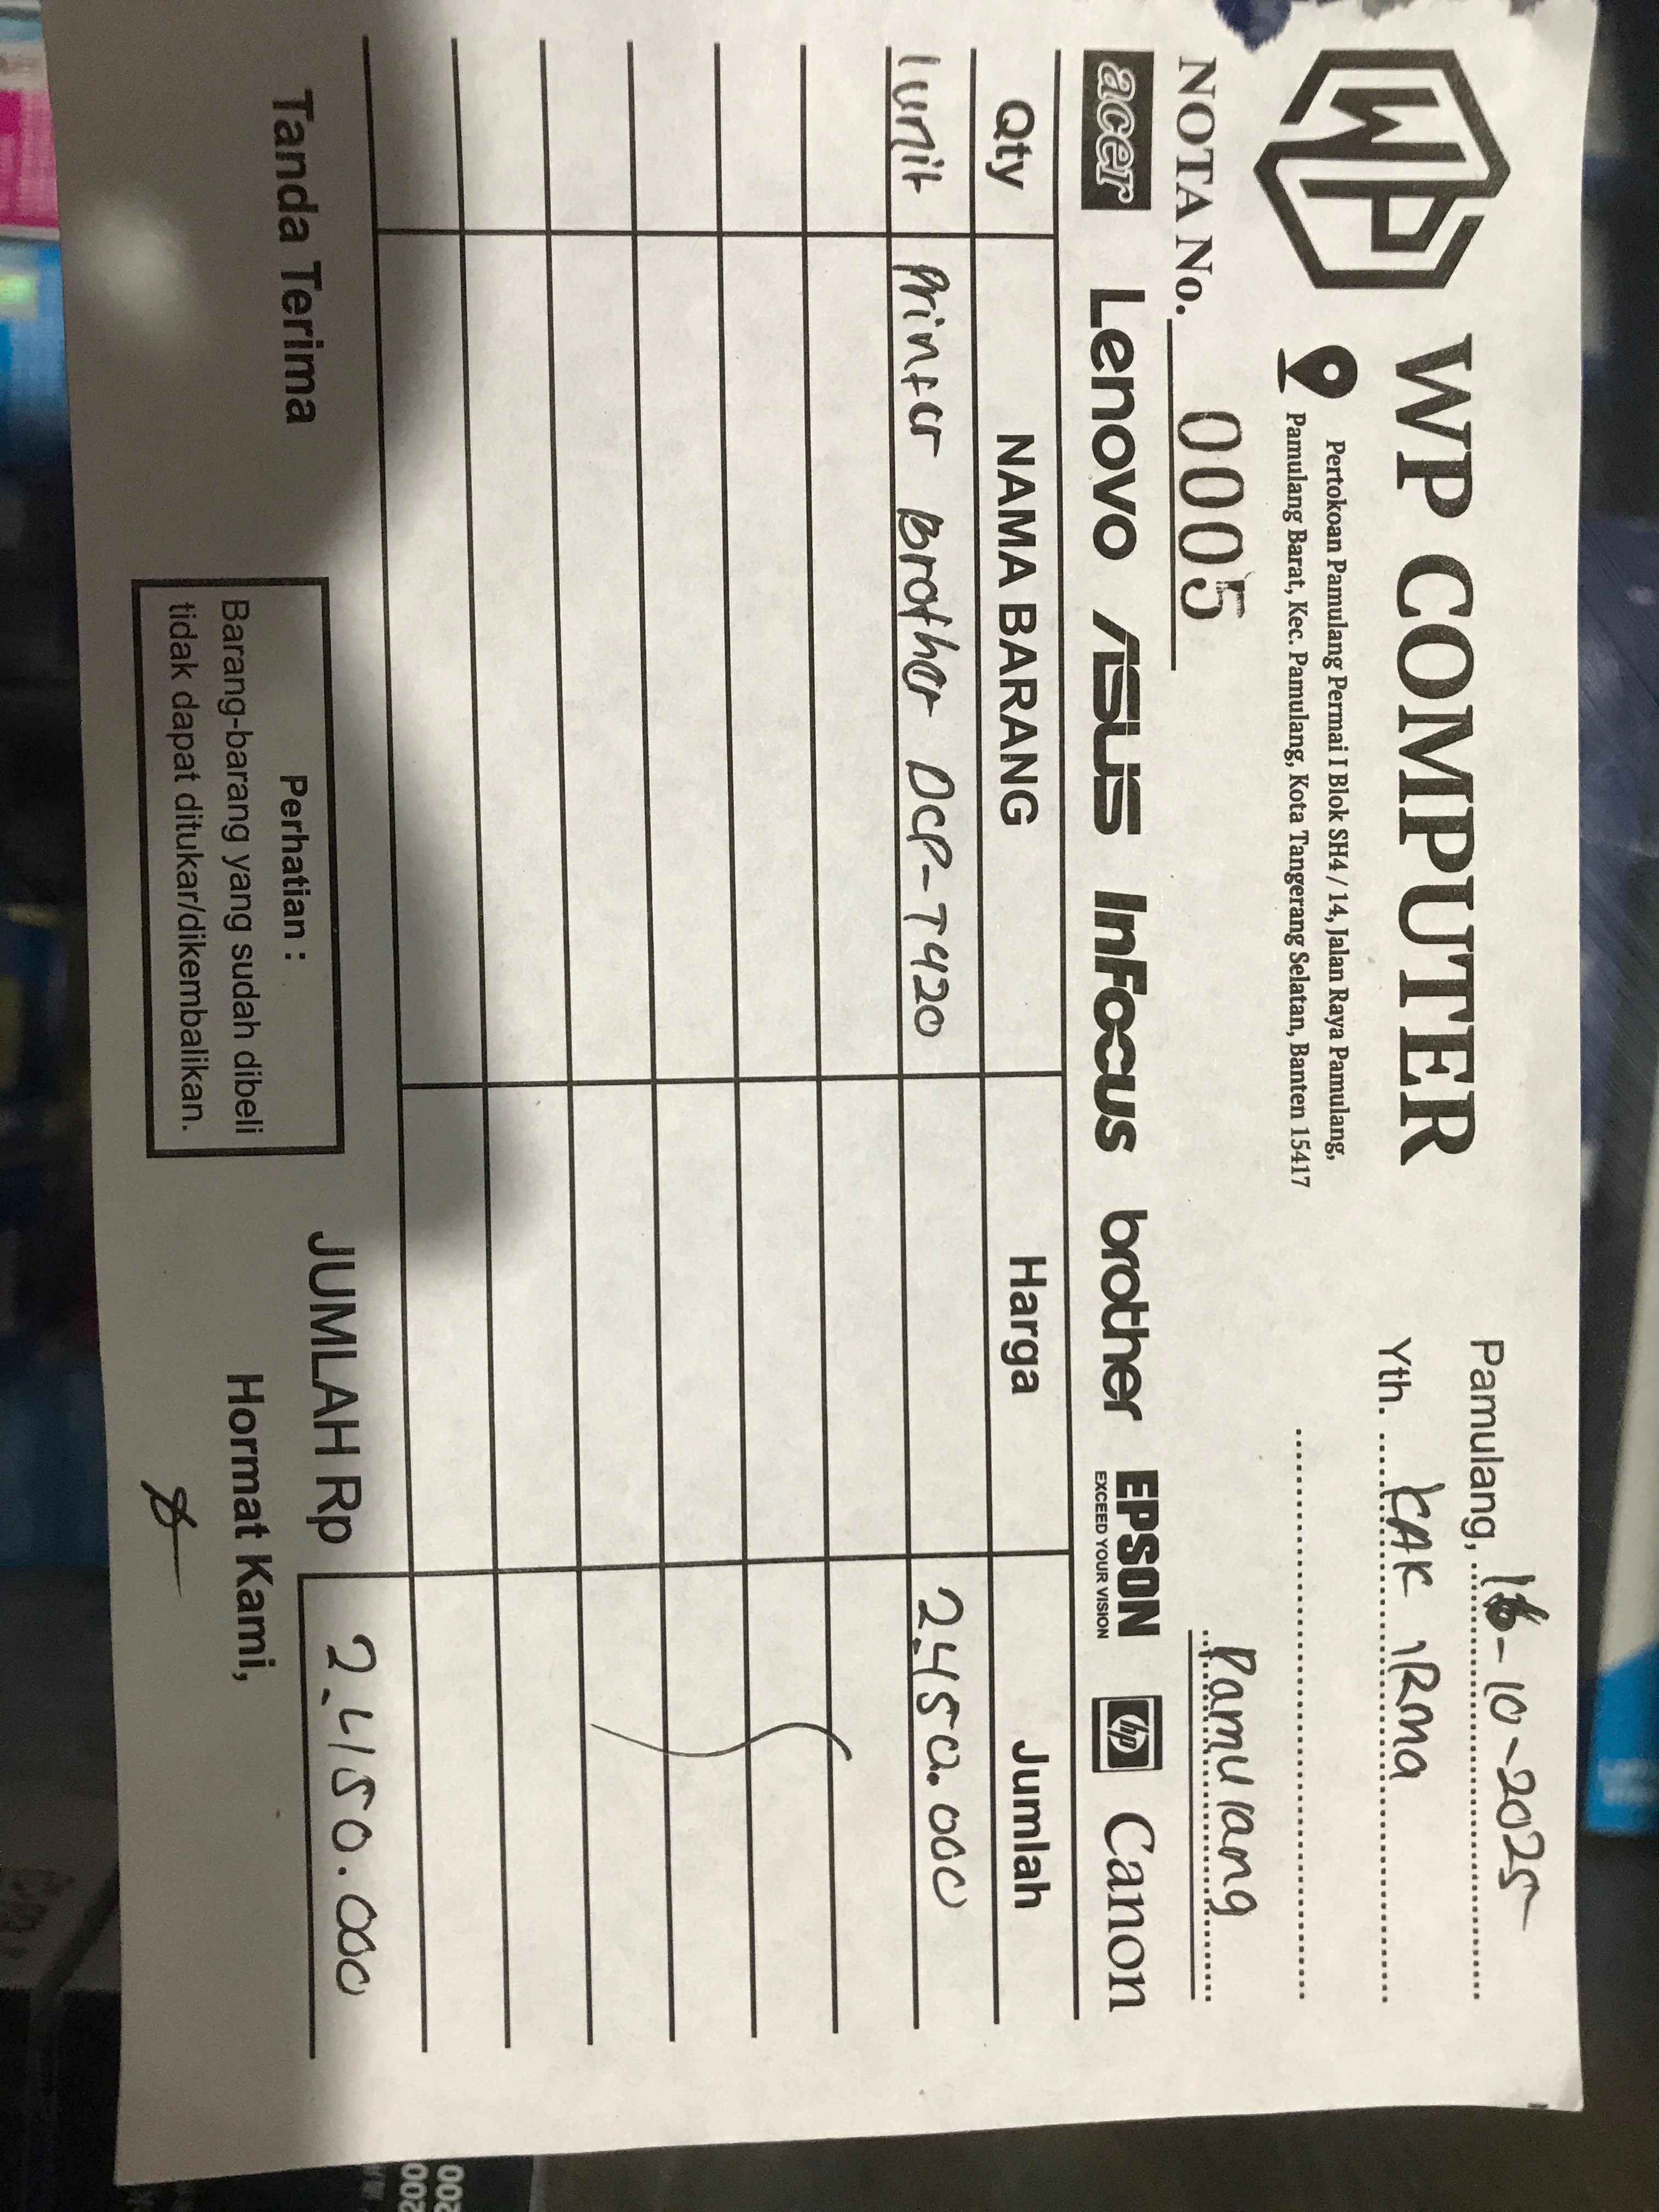 WP
WP COMPUTER
Pertokoan Pamulang Permai I Blok SH4 / 14, Jalan Raya Pamulang,
Pamulang Barat, Kec. Pamulang, Kota Tangerang Selatan, Banten 15417
Pamulang, 16-10-2025
Yth. KAK IRMA
Pamulang
NOTA No. 0005
acer Lenovo ASUS InFocus brother EPSON hp Canon
EXCEED YOUR VISION
Qty NAMA BARANG Harga Jumlah
1 unit Printer Brother DCP-T420 2.450.000
JUMLAH Rp 2.450.000
Tanda Terima
Perhatian :
Barang-barang yang sudah dibeli
tidak dapat ditukar/dikembalikan.
Hormat Kami,